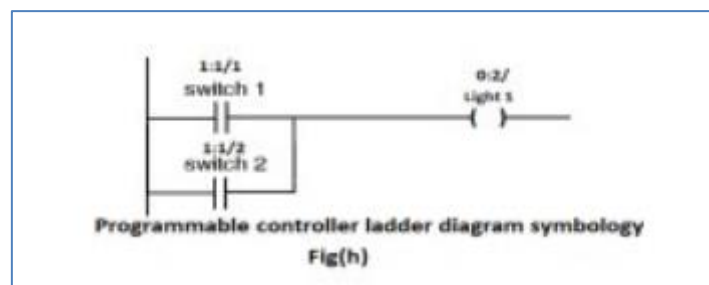 1:1/1
switch 1
0:2/
Light 1
1:1/2
switch 2
Programmable controller ladder diagram symbology
Fig(h)